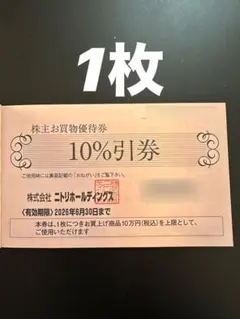 1枚
株主お買物優待券
10%引券
ご使用時には裏面記載の「おねがい」をご覧下さい。
株式会社 ニトリホールディングス
〈有効期限〉2026年6月30日まで
本券は、1枚につきお買上げ商品10万円(税込)を上限として、
ご使用いただけます